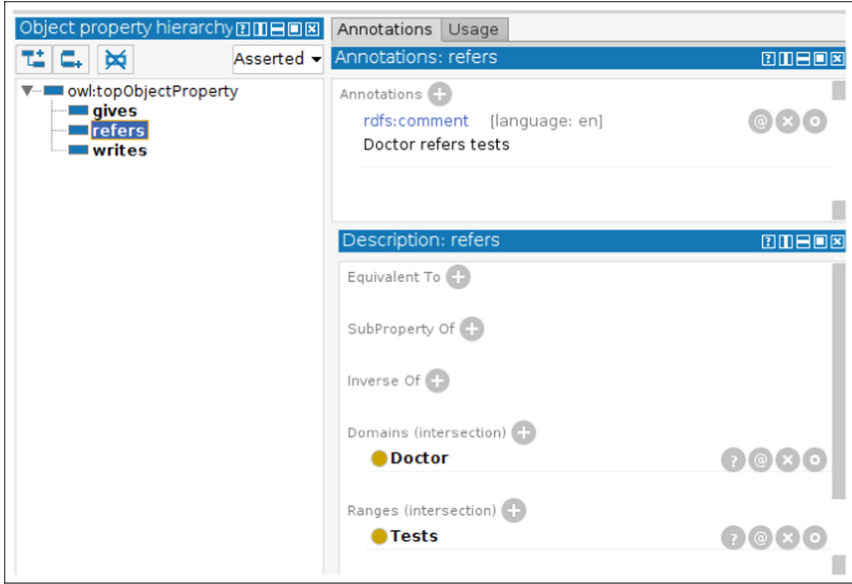 Object property hierarchy
Asserted
owl:topObjectProperty
gives
refers
writes
Annotations Usage
Annotations: refers
Annotations
rdfs:comment [language: en]
Doctor refers tests
Description: refers
Equivalent To
SubProperty Of
Inverse Of
Domains (intersection)
Doctor
Ranges (intersection)
Tests